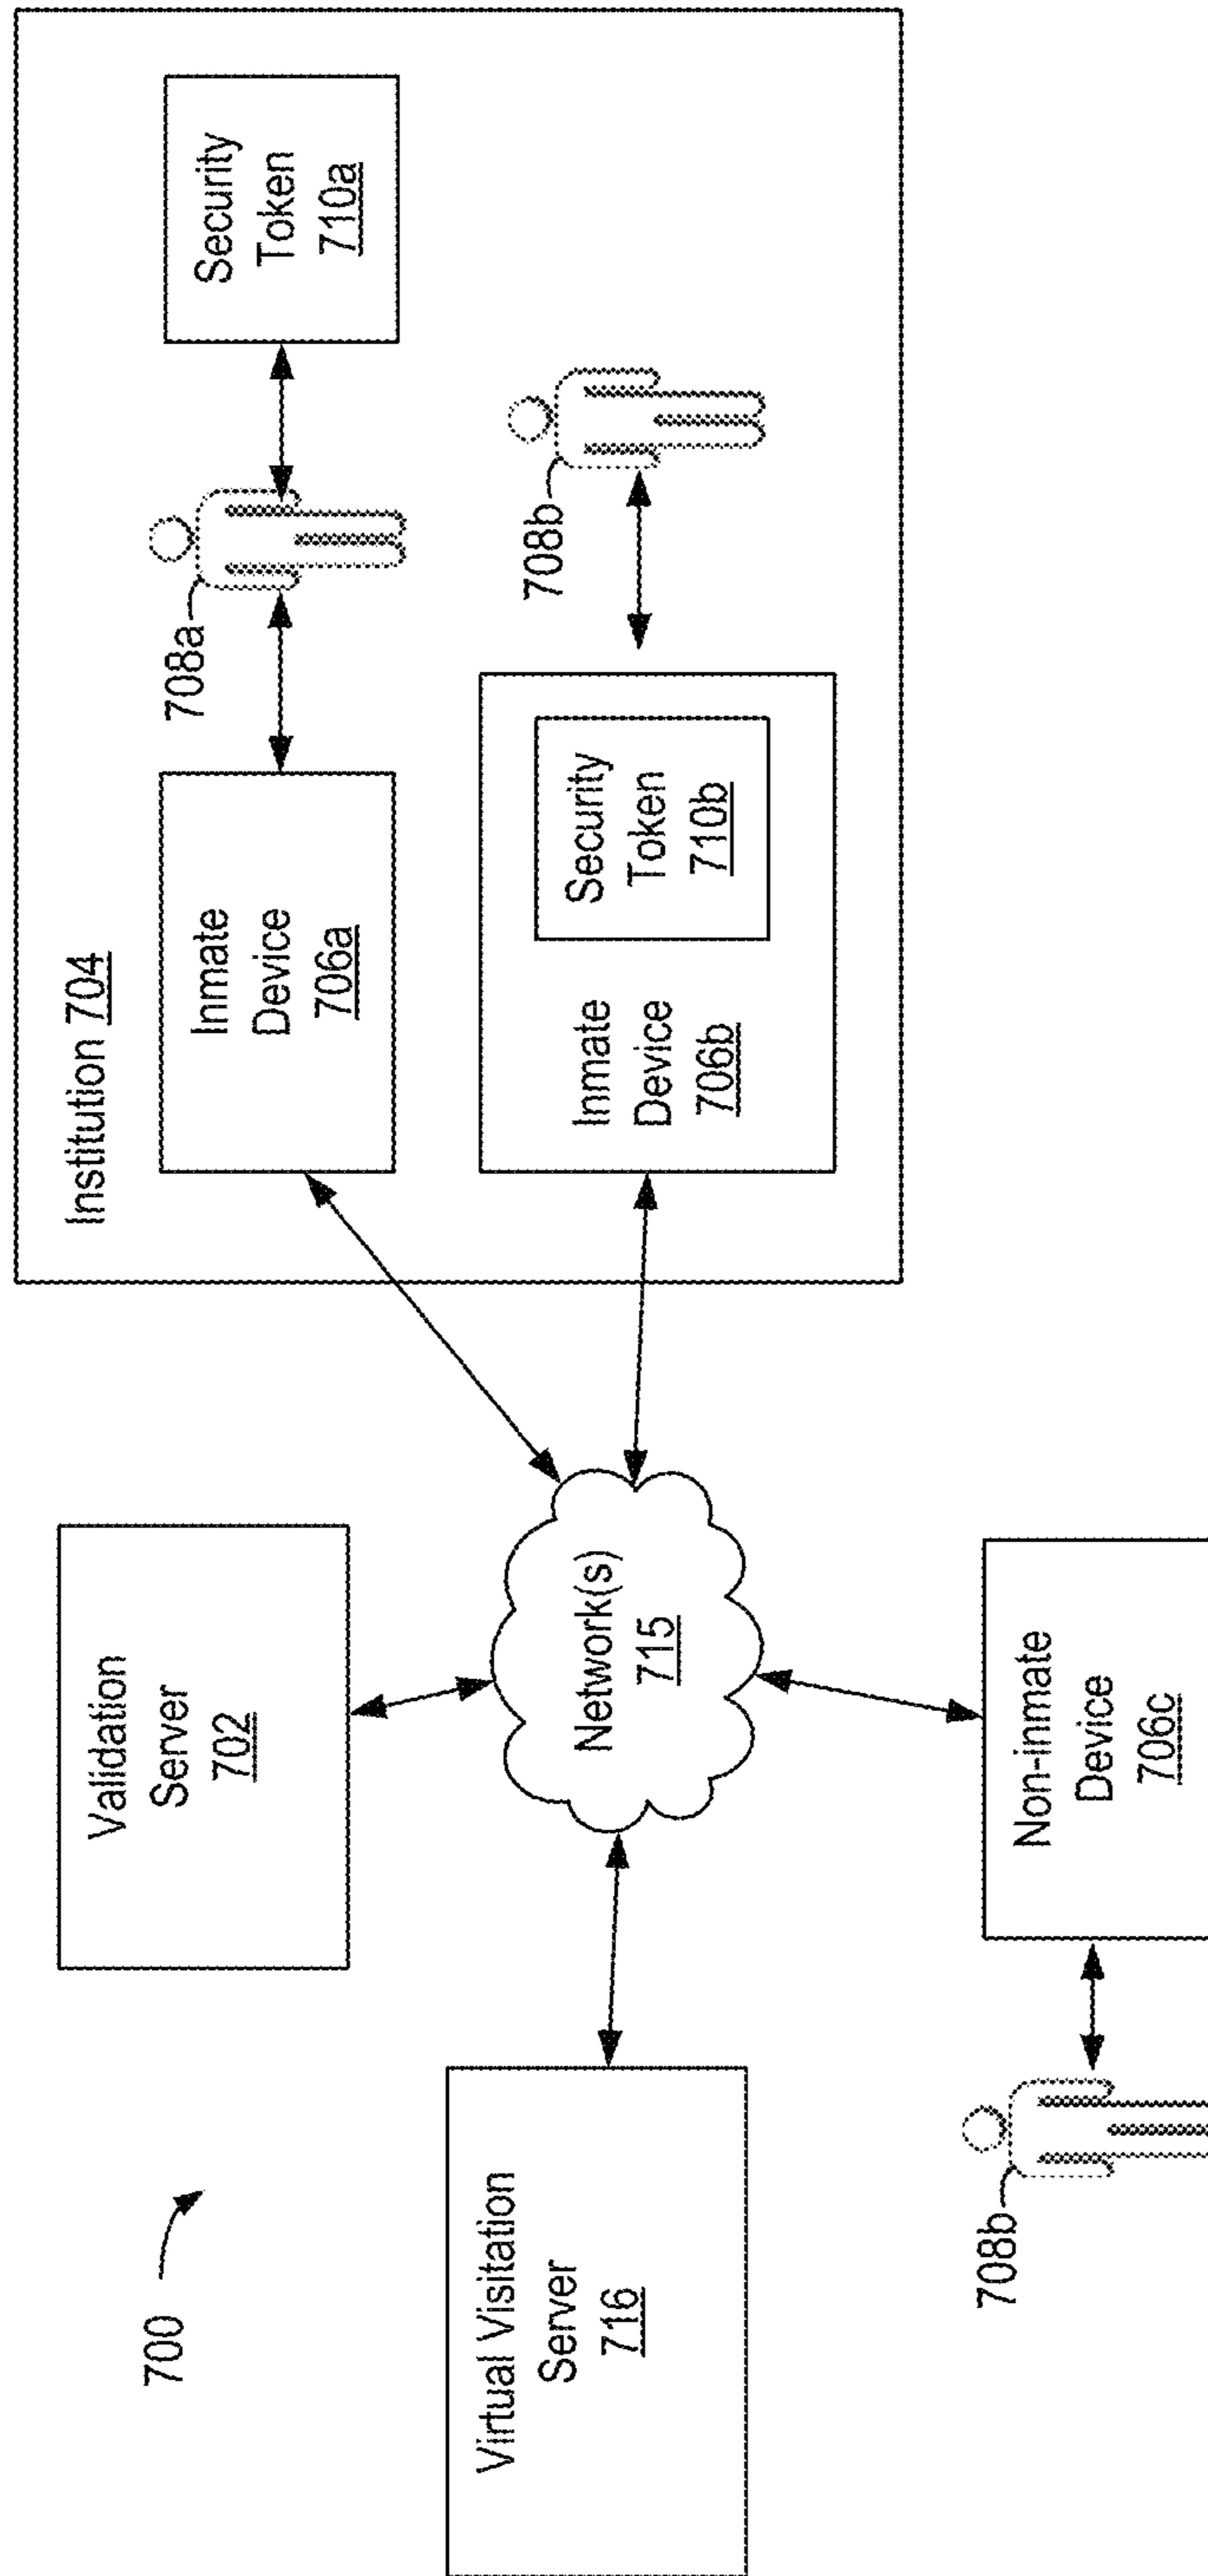 700
Virtual Visitation
Server
716
Validation
Server
702
Network(s)
715
708b
Non-inmate
Device
706c
Institution 704
Inmate
Device
706a
708a
Security
Token
710a
Inmate
Device
706b
Security
Token
710b
708b